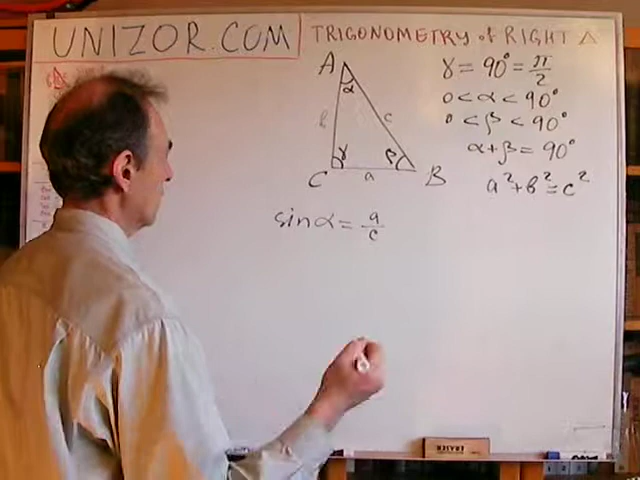 UNIZOR.COM
TRIGONOMETRY of RIGHT △
A
α
b
c
γ
β
C
a
B
γ = 90° = π/2
0 < α < 90°
0 < β < 90°
α + β = 90°
a² + b² = c²
sin α = a/c